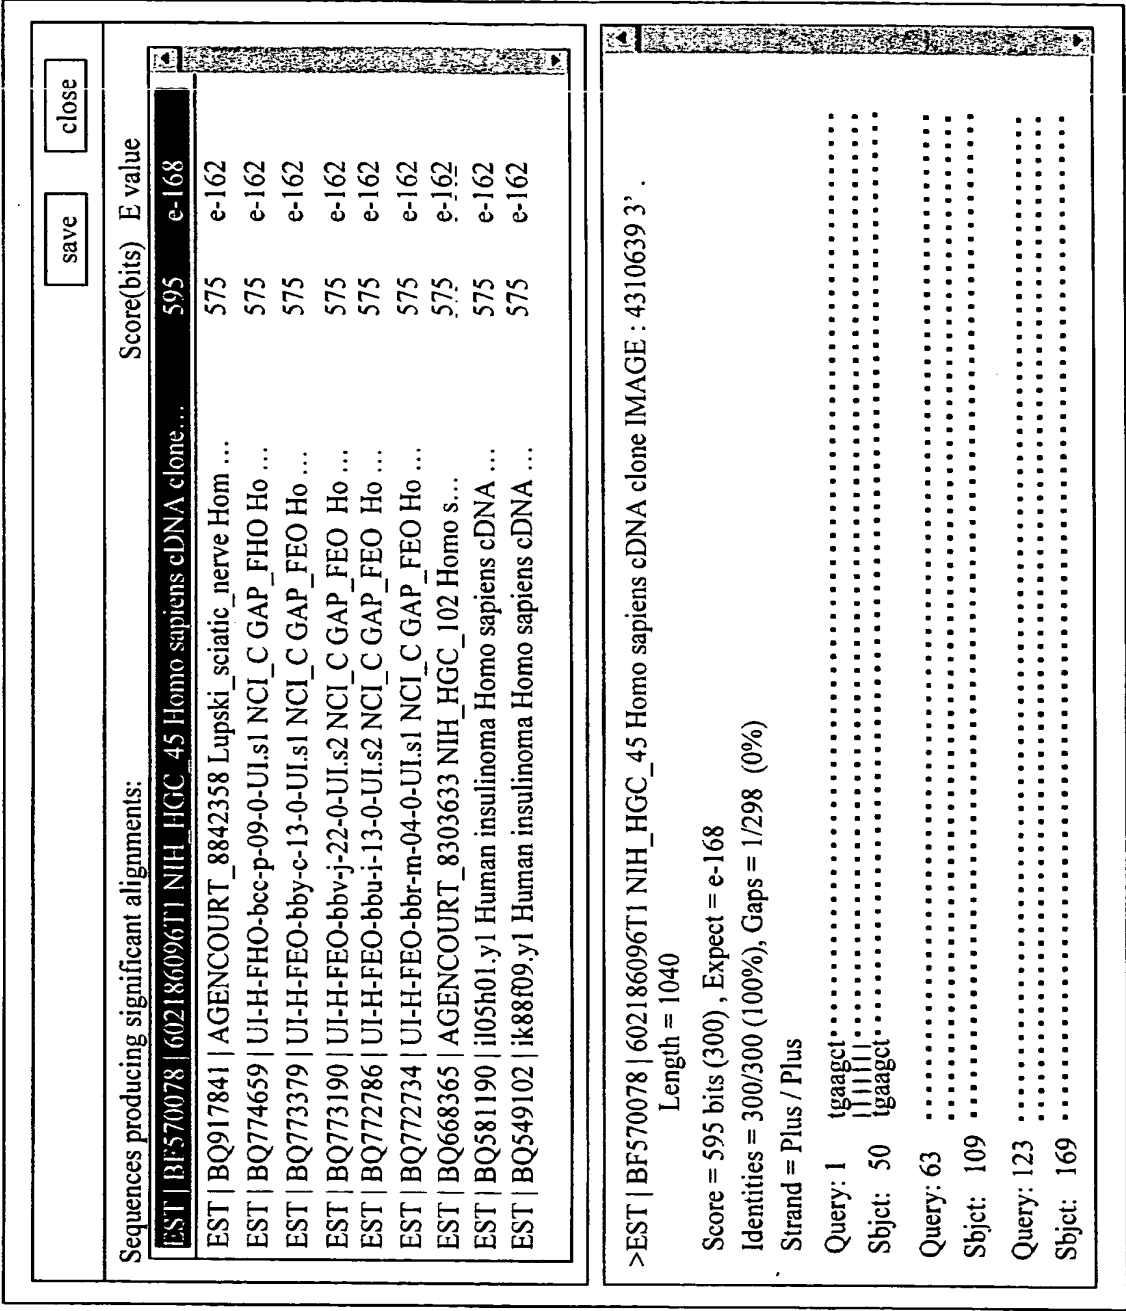 save close
Sequences producing significant alignments: Score(bits) E value
EST | BF570078 | 602186096T1 NIH_HGC_45 Homo sapiens cDNA clone... 595 e-168
EST | BQ917841 | AGENCOURT_8842358 Lupski_sciatic_nerve Hom ... 575 e-162
EST | BQ774659 | UI-H-FHO-bcc-p-09-0-UI.s1 NCI_C GAP_FHO Ho ... 575 e-162
EST | BQ773379 | UI-H-FEO-bby-c-13-0-UI.s1 NCI_C GAP_FEO Ho ... 575 e-162
EST | BQ773190 | UI-H-FEO-bbv-j-22-0-UI.s2 NCI_C GAP_FEO Ho ... 575 e-162
EST | BQ772786 | UI-H-FEO-bbu-i-13-0-UI.s2 NCI_C GAP_FEO Ho ... 575 e-162
EST | BQ772734 | UI-H-FEO-bbr-m-04-0-UI.s1 NCI_C GAP_FEO Ho ... 575 e-162
EST | BQ668365 | AGENCOURT_8303633 NIH_HGC_102 Homo s... 575 e-162
EST | BQ581190 | il05h01.y1 Human insulinoma Homo sapiens cDNA ... 575 e-162
EST | BQ549102 | ik88f09.y1 Human insulinoma Homo sapiens cDNA ... 575 e-162
>EST | BF570078 | 602186096T1 NIH_HGC_45 Homo sapiens cDNA clone IMAGE : 4310639 3' .
Length = 1040
Score = 595 bits (300) , Expect = e-168
Identities = 300/300 (100%), Gaps = 1/298 (0%)
Strand = Plus / Plus
Query: 1 tgaagct
Sbjct: 50 tgaagct
Query: 63
Sbjct: 109
Query: 123
Sbjct: 169